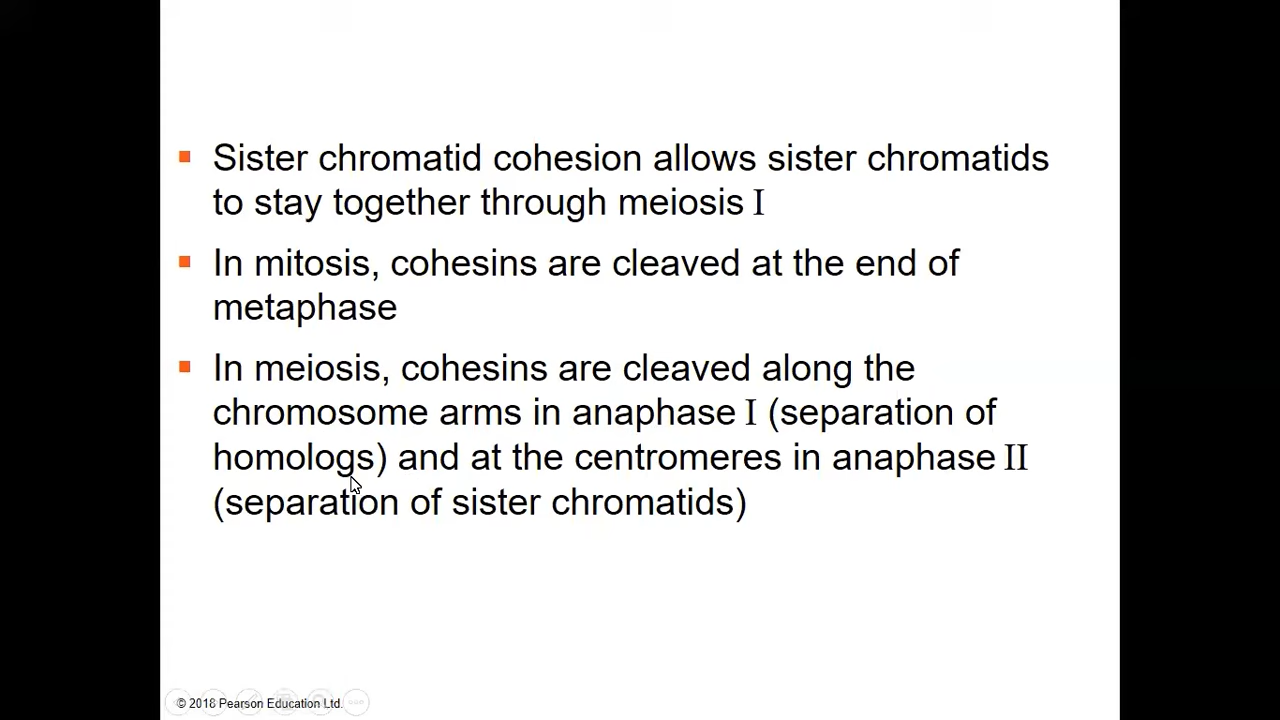 Sister chromatid cohesion allows sister chromatids
to stay together through meiosis I
In mitosis, cohesins are cleaved at the end of
metaphase
In meiosis, cohesins are cleaved along the
chromosome arms in anaphase I (separation of
homologs) and at the centromeres in anaphase II
(separation of sister chromatids)
© 2018 Pearson Education Ltd.